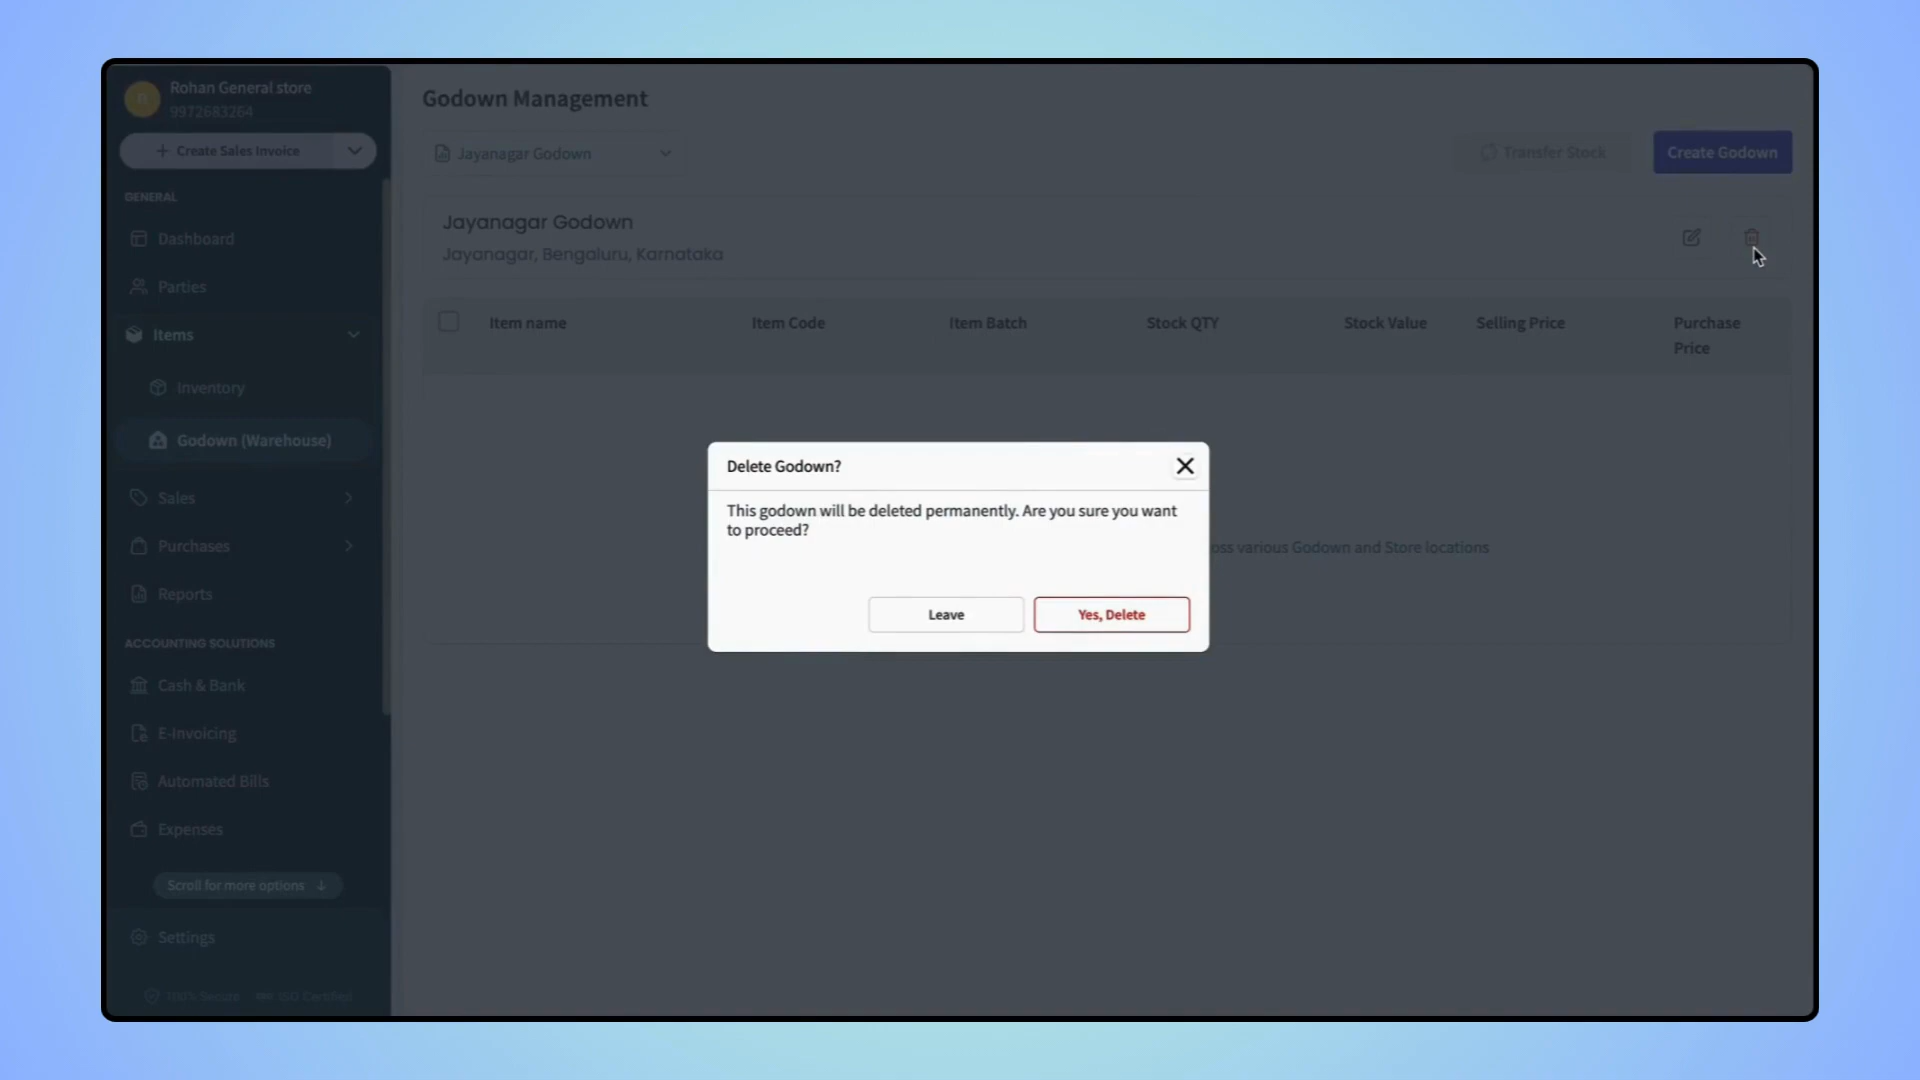 Rohan General store
9972683264
Create Sales Invoice
GENERAL
Dashboard
Parties
Items
Inventory
Godown (Warehouse)
Sales
Purchases
Reports
ACCOUNTING SOLUTIONS
Cash & Bank
E-Invoicing
Automated Bills
Expenses
Scroll for more options
Settings
100% Secure ISO Certified
Godown Management
Jayanagar Godown
Transfer Stock
Create Godown
Jayanagar Godown
Jayanagar, Bengaluru, Karnataka
Item name Item Code Item Batch Stock QTY Stock Value Selling Price Purchase
Price
various Godown and Store locations
Delete Godown?
This godown will be deleted permanently. Are you sure you want
to proceed?
Leave
Yes, Delete